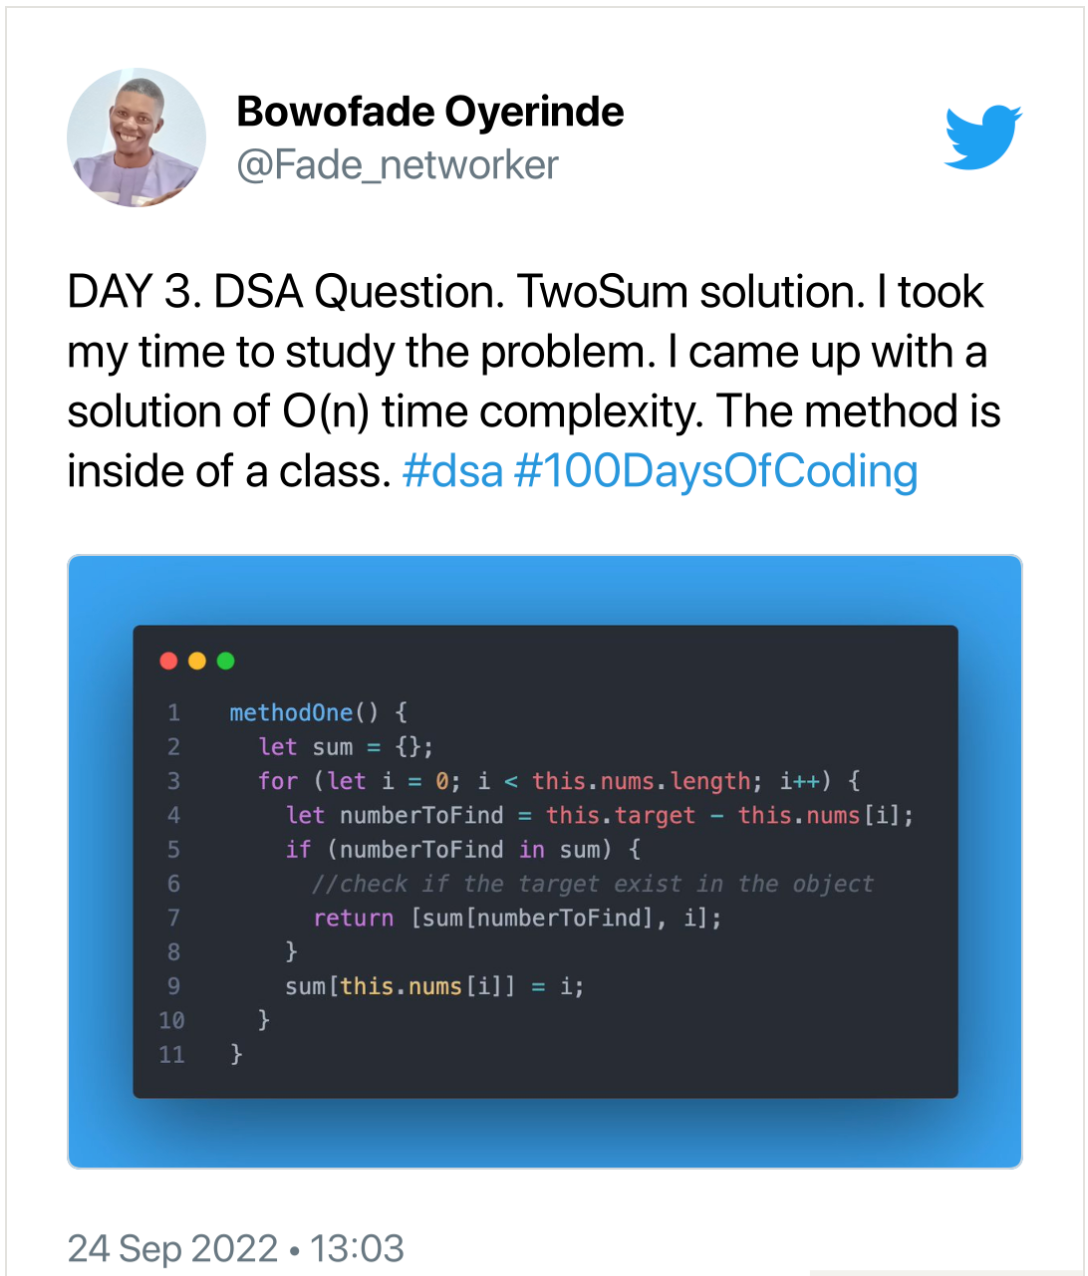 Bowofade Oyerinde
@Fade_networker
DAY 3. DSA Question. TwoSum solution. I took
my time to study the problem. I came up with a
solution of O(n) time complexity. The method is
inside of a class. #dsa #100DaysOfCoding
1 methodOne() {
2 let sum = {};
3 for (let i = 0; i < this.nums.length; i++) {
4 let numberToFind = this.target - this.nums[i];
5 if (numberToFind in sum) {
6 //check if the target exist in the object
7 return [sum[numberToFind], i];
8 }
9 sum[this.nums[i]] = i;
10 }
11 }
24 Sep 2022 • 13:03